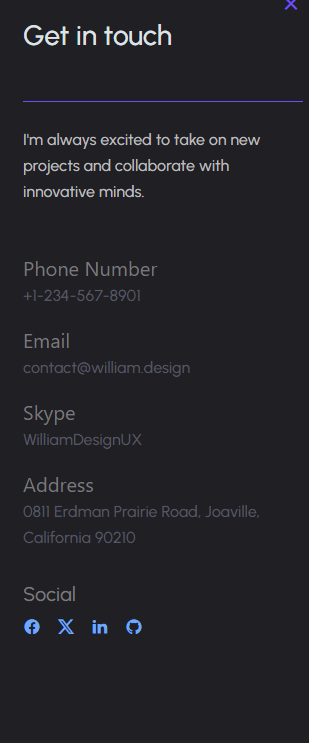 Get in touch
I'm always excited to take on new
projects and collaborate with
innovative minds.
Phone Number
+1-234-567-8901
Email
contact@william.design
Skype
WilliamDesignUX
Address
0811 Erdman Prairie Road, Joaville,
California 90210
Social